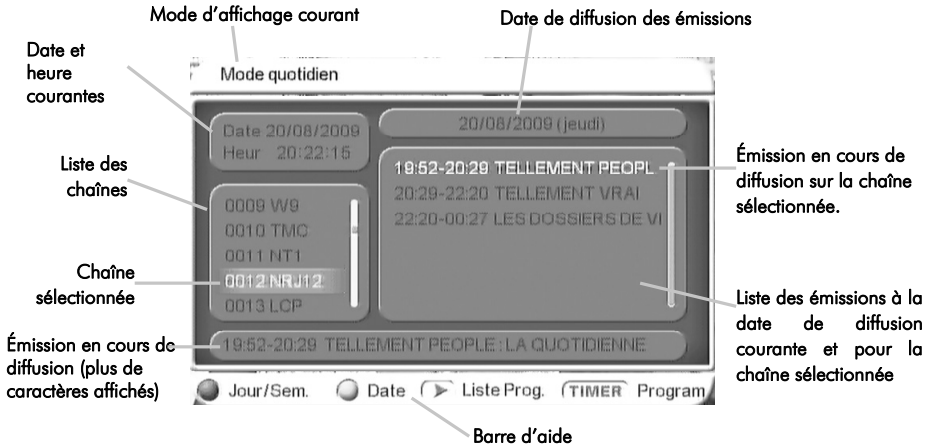 Mode d'affichage courant
Date de diffusion des émissions
Date et
heure
courantes
Mode quotidien
Date 20/08/2009
Heur 20:22:15
20/08/2009 (jeudi)
Liste des
chaînes
19:52-20:29 TELLEMENT PEOPL
20:29-22:20 TELLEMENT VRAI
22:20-00:27 LES DOSSIERS DE VI
Émission en cours de
diffusion sur la chaîne
sélectionnée.
0009 W9
0010 TMC
0011 NT1
0012 NRJ12
0013 LCP
Chaîne
sélectionnée
Liste des émissions à la
date de diffusion
courante et pour la
chaîne sélectionnée
Émission en cours de
diffusion (plus de
caractères affichés)
19:52-20:29 TELLEMENT PEOPLE : LA QUOTIDIENNE
Jour/Sem. Date Liste Prog. TIMER Program
Barre d'aide